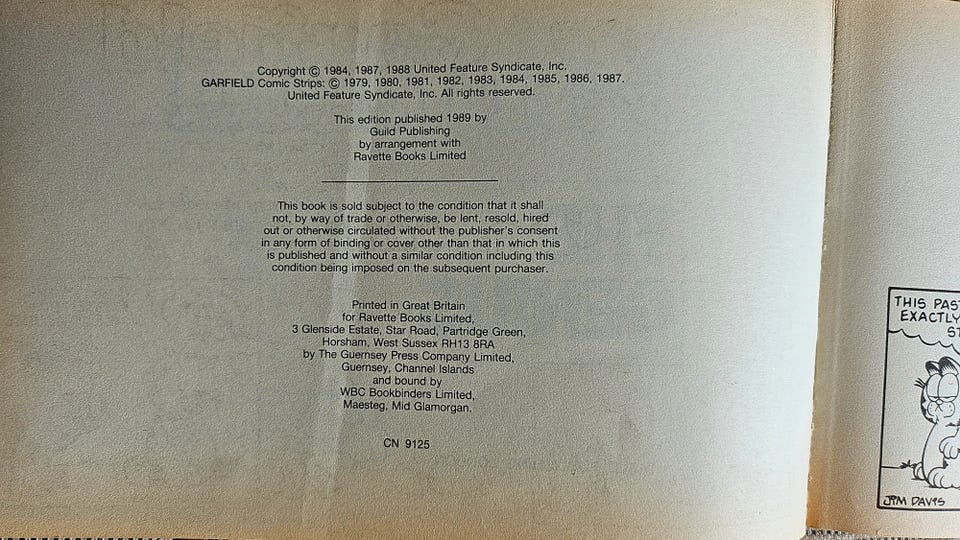 Copyright © 1984, 1987, 1988 United Feature Syndicate, Inc.
GARFIELD Comic Strips: © 1979, 1980, 1981, 1982, 1983, 1984, 1985, 1986, 1987.
United Feature Syndicate, Inc. All rights reserved.
This edition published 1989 by
Guild Publishing
by arrangement with
Ravette Books Limited
This book is sold subject to the condition that it shall
not, by way of trade or otherwise, be lent, resold, hired
out or otherwise circulated without the publisher's consent
in any form of binding or cover other than that in which this
is published and without a similar condition including this
condition being imposed on the subsequent purchaser.
Printed in Great Britain
for Ravette Books Limited,
3 Glenside Estate, Star Road, Partridge Green,
Horsham, West Sussex RH13 8RA
by The Guernsey Press Company Limited,
Guernsey, Channel Islands
and bound by
WBC Bookbinders Limited,
Maesteg, Mid Glamorgan.
CN 9125
THIS PAS
EXACTLY
ST
JIM DAVIS